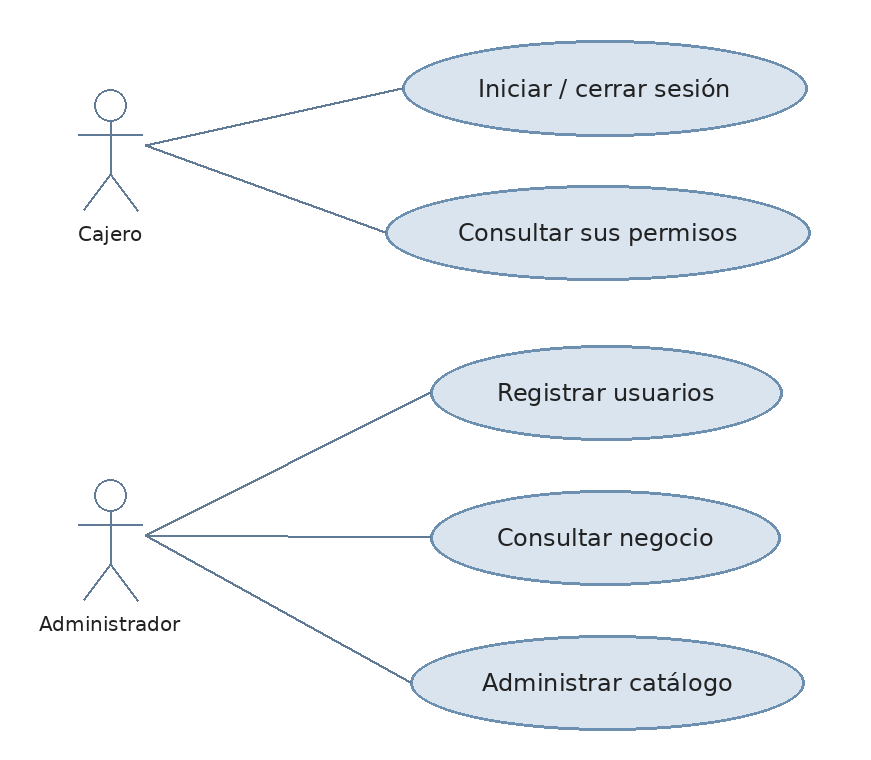 Iniciar / cerrar sesión
Cajero
Consultar sus permisos
Registrar usuarios
Consultar negocio
Administrador
Administrar catálogo